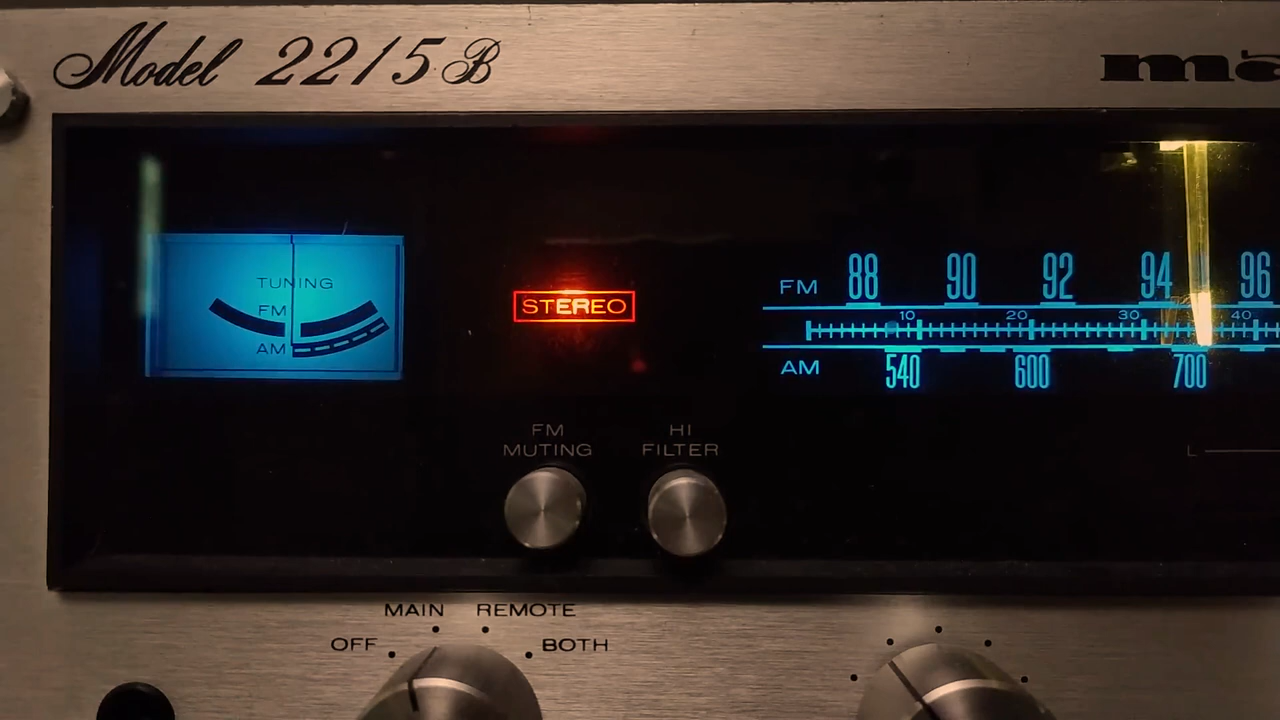 Model 2215B
ma
TUNING
FM
AM
STEREO
FM 88 90 92 94 96
10 20 30 40
AM 540 600 700
FM MUTING
HI FILTER
L
MAIN REMOTE
OFF BOTH